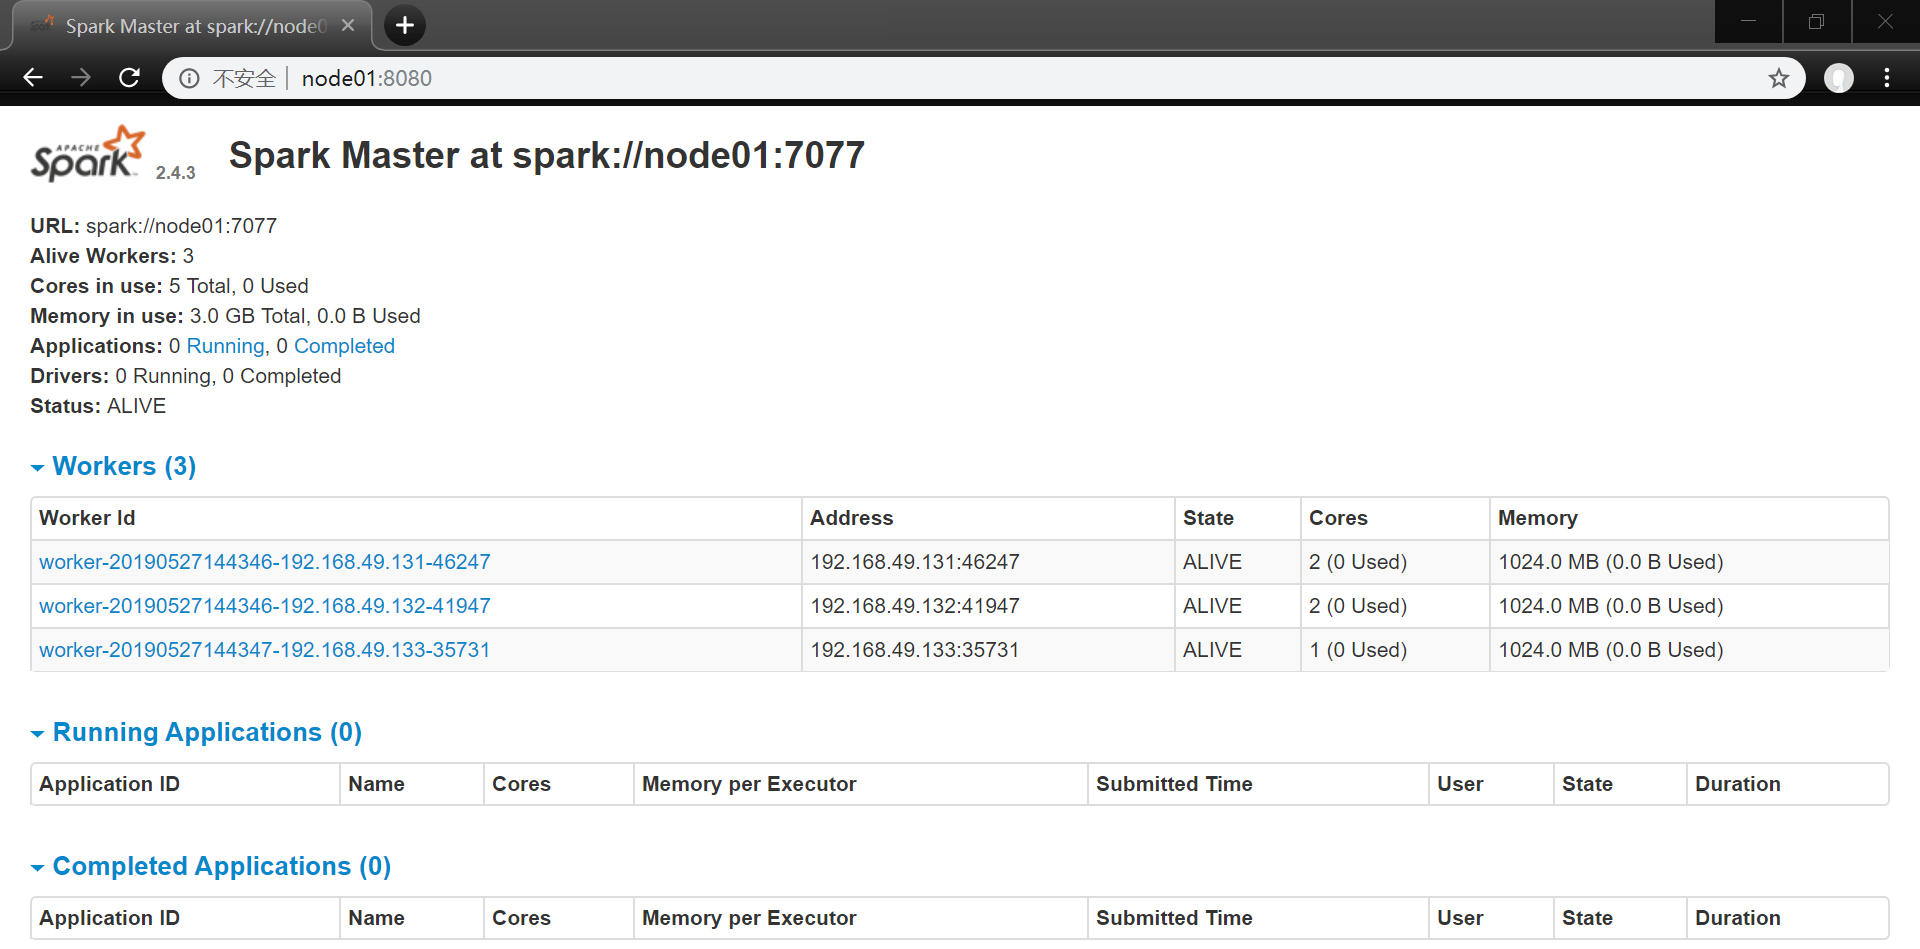 Spark Master at spark://node0
不安全 node01:8080
APACHE
Spark 2.4.3
Spark Master at spark://node01:7077
URL: spark://node01:7077
Alive Workers: 3
Cores in use: 5 Total, 0 Used
Memory in use: 3.0 GB Total, 0.0 B Used
Applications: 0 Running, 0 Completed
Drivers: 0 Running, 0 Completed
Status: ALIVE
Workers (3)
Worker Id Address State Cores Memory
worker-20190527144346-192.168.49.131-46247 192.168.49.131:46247 ALIVE 2 (0 Used) 1024.0 MB (0.0 B Used)
worker-20190527144346-192.168.49.132-41947 192.168.49.132:41947 ALIVE 2 (0 Used) 1024.0 MB (0.0 B Used)
worker-20190527144347-192.168.49.133-35731 192.168.49.133:35731 ALIVE 1 (0 Used) 1024.0 MB (0.0 B Used)
Running Applications (0)
Application ID Name Cores Memory per Executor Submitted Time User State Duration
Completed Applications (0)
Application ID Name Cores Memory per Executor Submitted Time User State Duration